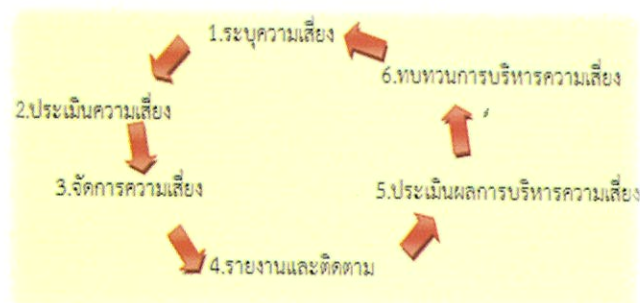 1.ระบุความเสี่ยง
2.ประเมินความเสี่ยง
3.จัดการความเสี่ยง
4.รายงานและติดตาม
5.ประเมินผลการบริหารความเสี่ยง
6.ทบทวนการบริหารความเสี่ยง